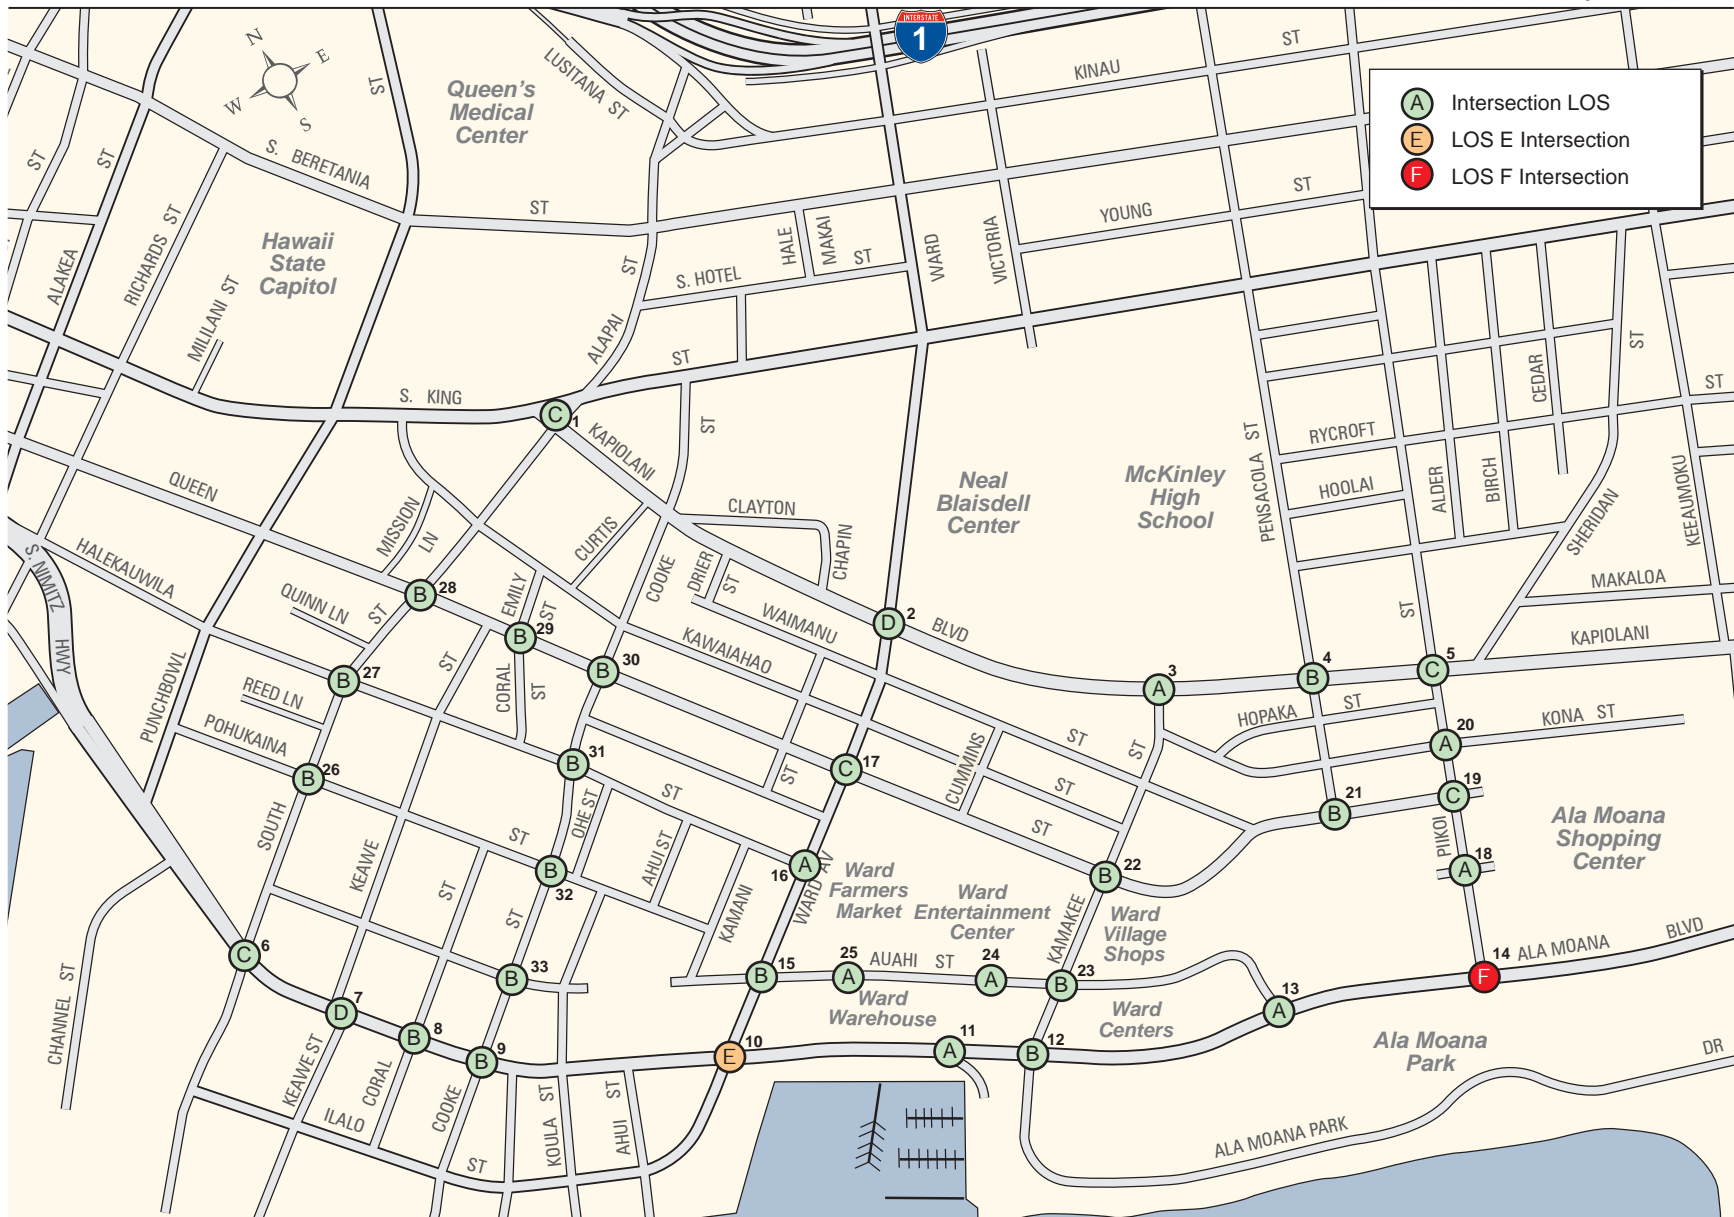 INTERSTATE
1
N
E
W
S
A Intersection LOS
E LOS E Intersection
F LOS F Intersection
Queen's
Medical
Center
Hawaii
State
Capitol
Neal
Blaisdell
Center
McKinley
High
School
Ala Moana
Shopping
Center
Ward
Farmers
Market
Ward
Entertainment
Center
Ward
Village
Shops
Ward
Warehouse
Ward
Centers
Ala Moana
Park
LUSITANA ST
KINAU
ST
ST
ST
ST
S. BERETANIA
ST
YOUNG
ST
ALAKEA
RICHARDS ST
MILILANI ST
ALAPAI
ST
S. HOTEL
ST
HALE
MAKAI
WARD
VICTORIA
S. KING
ST
KAPIOLANI
ST
CLAYTON
CHAPIN
QUEEN
MISSION
LN
CURTIS
COOKE
DRIER
ST
WAIMANU
KAWAIAHAO
BLVD
HALEKAUWILA
QUINN LN
ST
EMILY
ST
CORAL
ST
S. NIMITZ
HWY
PUNCHBOWL
REED LN
POHUKAINA
SOUTH
KEAWE
ST
ST
ST
OHE ST
ST
AHUI ST
KAMANI
WARD AV
ST
CUMMINS
ST
ST
ST
ST
KAMAKEE
AUAHI ST
PENSACOLA ST
RYCROFT
HOOLAI
ALDER
BIRCH
CEDAR
SHERIDAN
ST
ST
KEEAUMOKU
MAKALOA
KAPIOLANI
ST
HOPAKA ST
KONA ST
PIIKOI
ALA MOANA BLVD
ALA MOANA PARK
DR
CHANNEL ST
KEAWE ST
CORAL
ILALO
ST
COOKE
ST
KOULA ST
AHUI ST
C 1
D 2
A 3
B 4
C 5
C 6
D 7
B 8
B 9
E 10
A 11
B 12
A 13
F 14
B 15
A 16
C 17
A 18
C 19
A 20
B 21
B 22
B 23
A 24
A 25
B 26
B 27
B 28
B 29
B 30
B 31
B 32
B 33